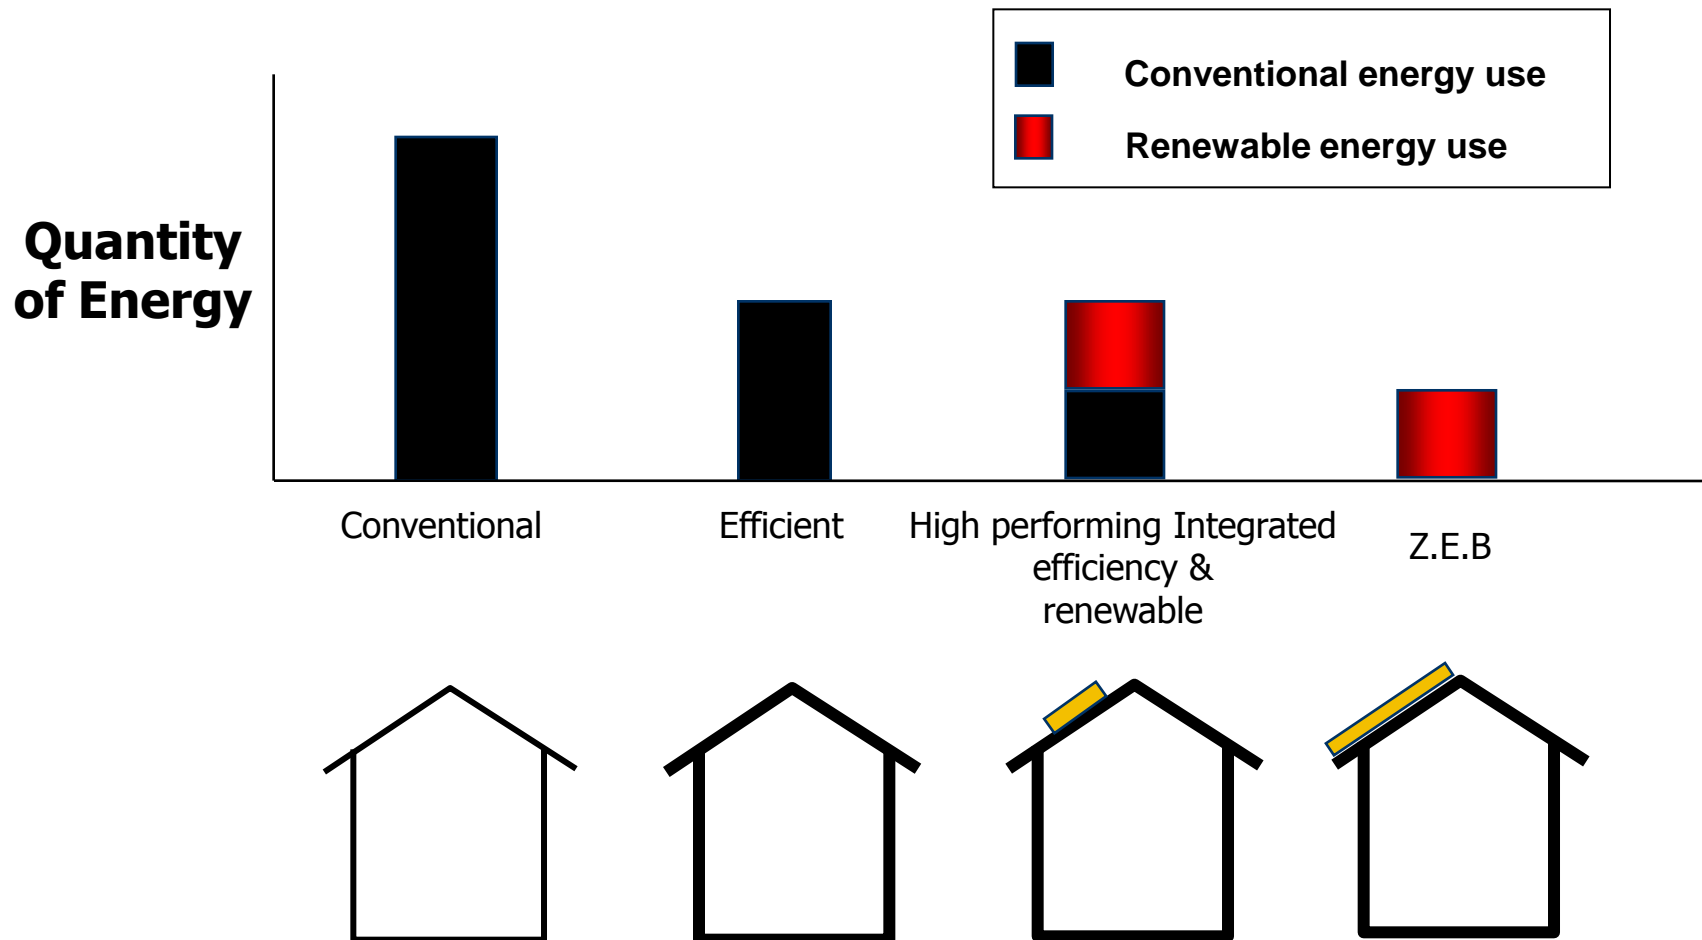 Conventional energy use
Renewable energy use
Quantity
of Energy
Conventional
Efficient
High performing Integrated
efficiency &
renewable
Z.E.B